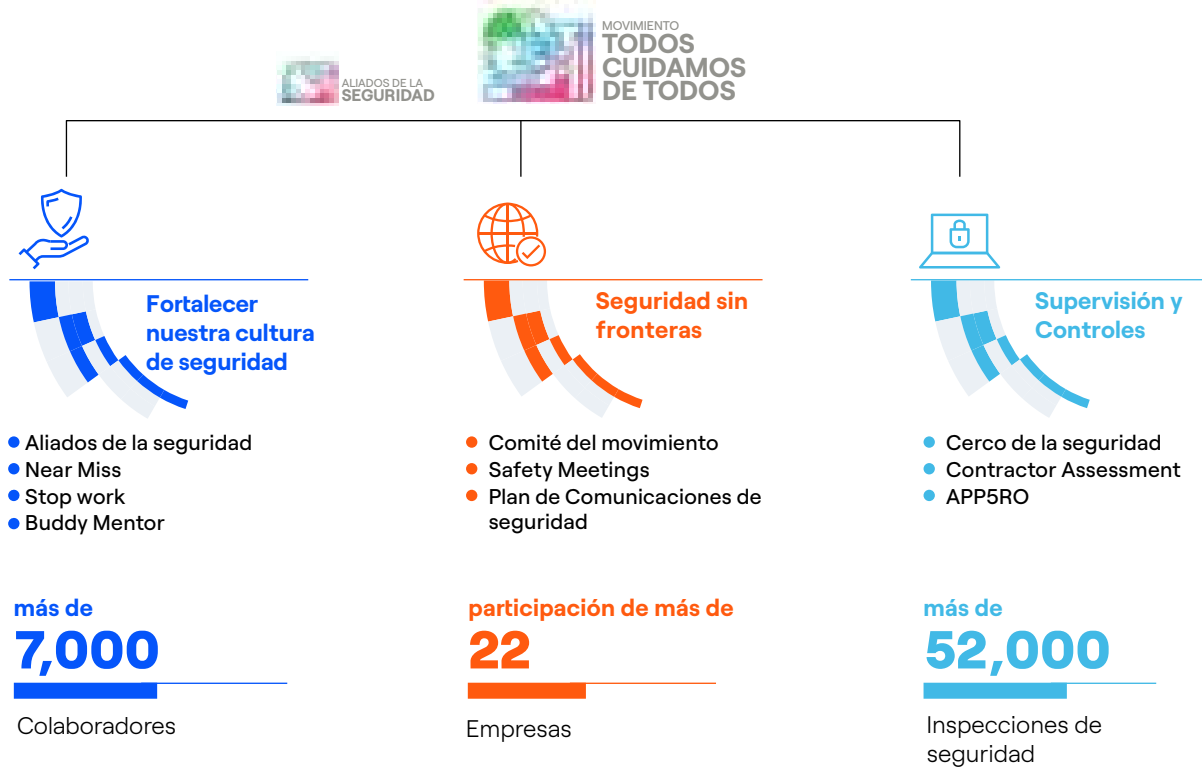 ALIADOS DE LA
SEGURIDAD
MOVIMIENTO
TODOS
CUIDAMOS
DE TODOS
Fortalecer
nuestra cultura
de seguridad
Aliados de la seguridad
Near Miss
Stop work
Buddy Mentor
más de
7,000
Colaboradores
Seguridad sin
fronteras
Comité del movimiento
Safety Meetings
Plan de Comunicaciones de
seguridad
participación de más de
22
Empresas
Supervisión y
Controles
Cerco de la seguridad
Contractor Assessment
APP5RO
más de
52,000
Inspecciones de
seguridad